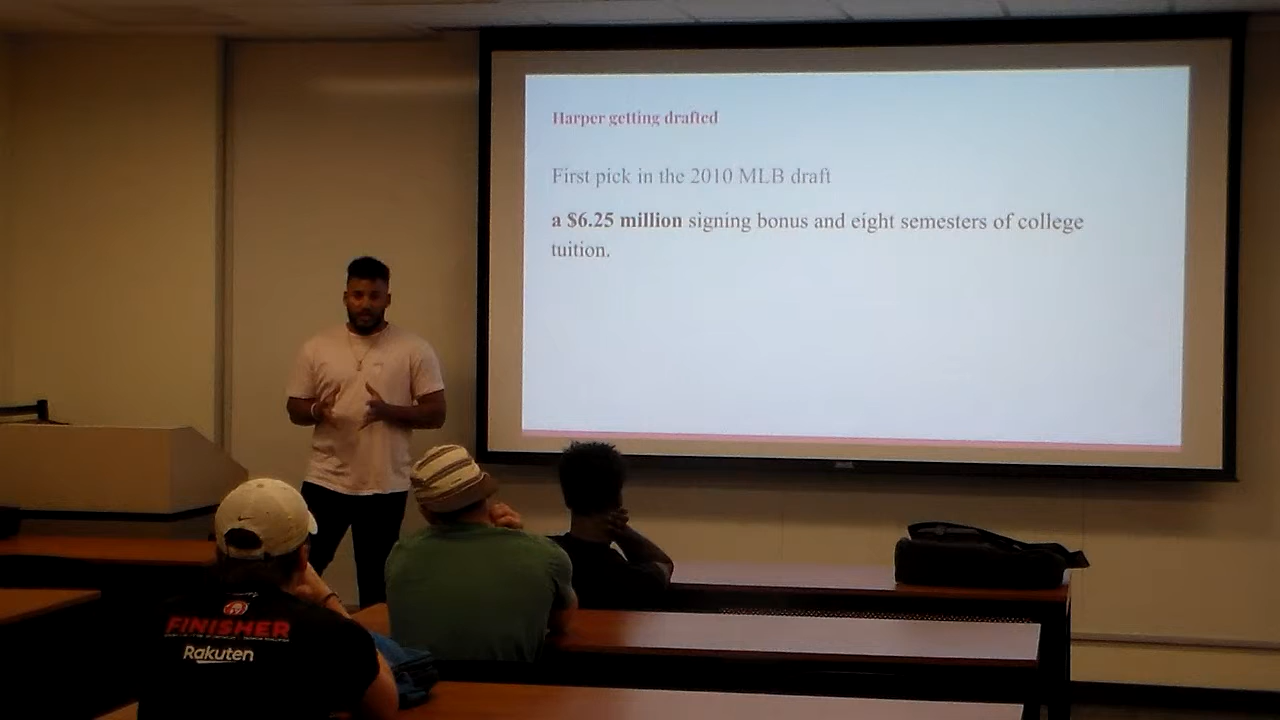 Harper getting drafted
First pick in the 2010 MLB draft
a $6.25 million signing bonus and eight semesters of college
tuition.
FINISHER
Rakuten